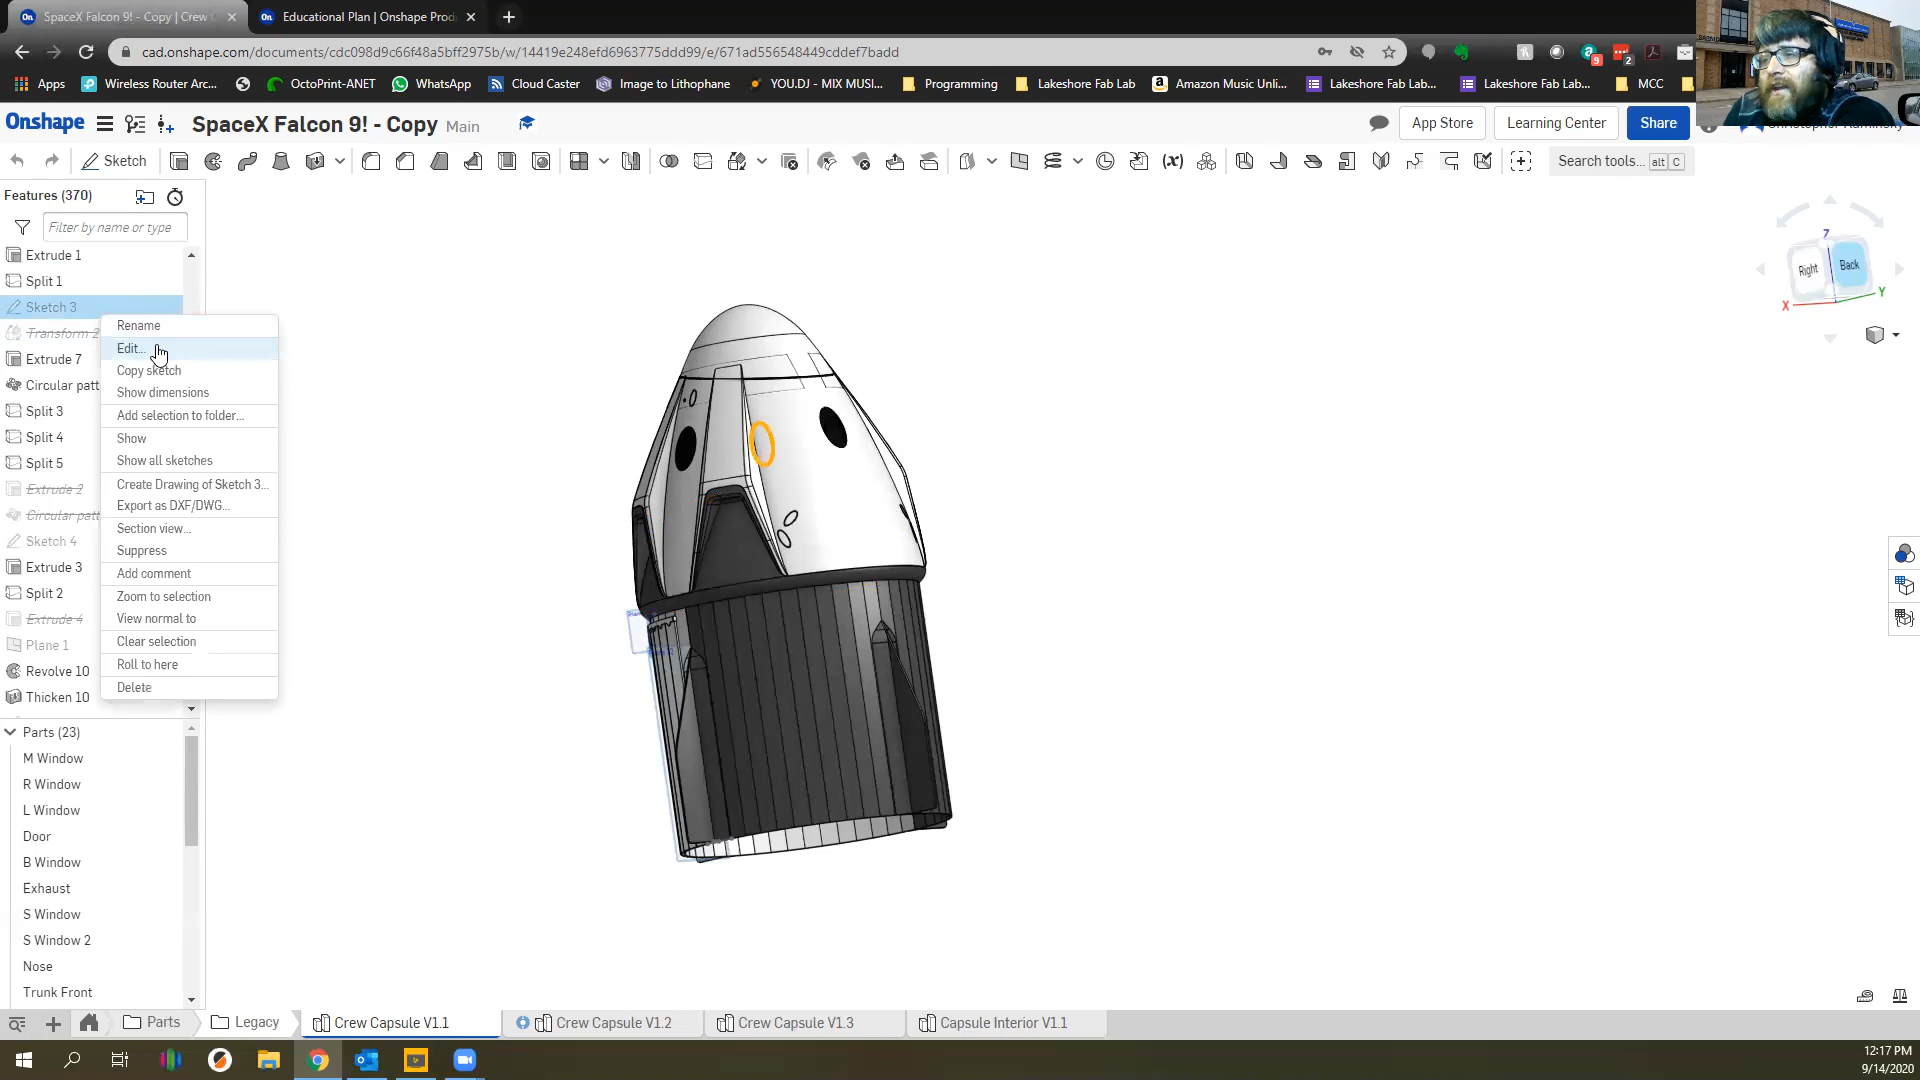 SpaceX Falcon 9! - Copy | Crew
Educational Plan | Onshape Prod
cad.onshape.com/documents/cdc098d9c66f48a5bff2975b/w/14419e248efd6963775ddd99/e/671ad556548449cddef7badd
9
2
Apps
Wireless Router Arc...
OctoPrint-ANET
WhatsApp
Cloud Caster
Image to Lithophane
YOU.DJ - MIX MUSI...
Programming
Lakeshore Fab Lab
Amazon Music Unli...
Lakeshore Fab Lab...
Lakeshore Fab Lab...
MCC
Onshape
SpaceX Falcon 9! - Copy Main
App Store
Learning Center
Share
Sketch
(x)
Search tools... alt C
Features (370)
Filter by name or type
Extrude 1
Split 1
Sketch 3
Transform 2
Extrude 7
Circular patt
Split 3
Split 4
Split 5
Extrude 2
Circular patt
Sketch 4
Extrude 3
Split 2
Extrude 4
Plane 1
Revolve 10
Thicken 10
Rename
Edit...
Copy sketch
Show dimensions
Add selection to folder...
Show
Show all sketches
Create Drawing of Sketch 3...
Export as DXF/DWG...
Section view...
Suppress
Add comment
Zoom to selection
View normal to
Clear selection
Roll to here
Delete
Z
Right
Back
X
Y
Parts (23)
M Window
R Window
L Window
Door
B Window
Exhaust
S Window
S Window 2
Nose
Trunk Front
Parts
Legacy
Crew Capsule V1.1
Crew Capsule V1.2
Crew Capsule V1.3
Capsule Interior V1.1
12:17 PM
9/14/2020